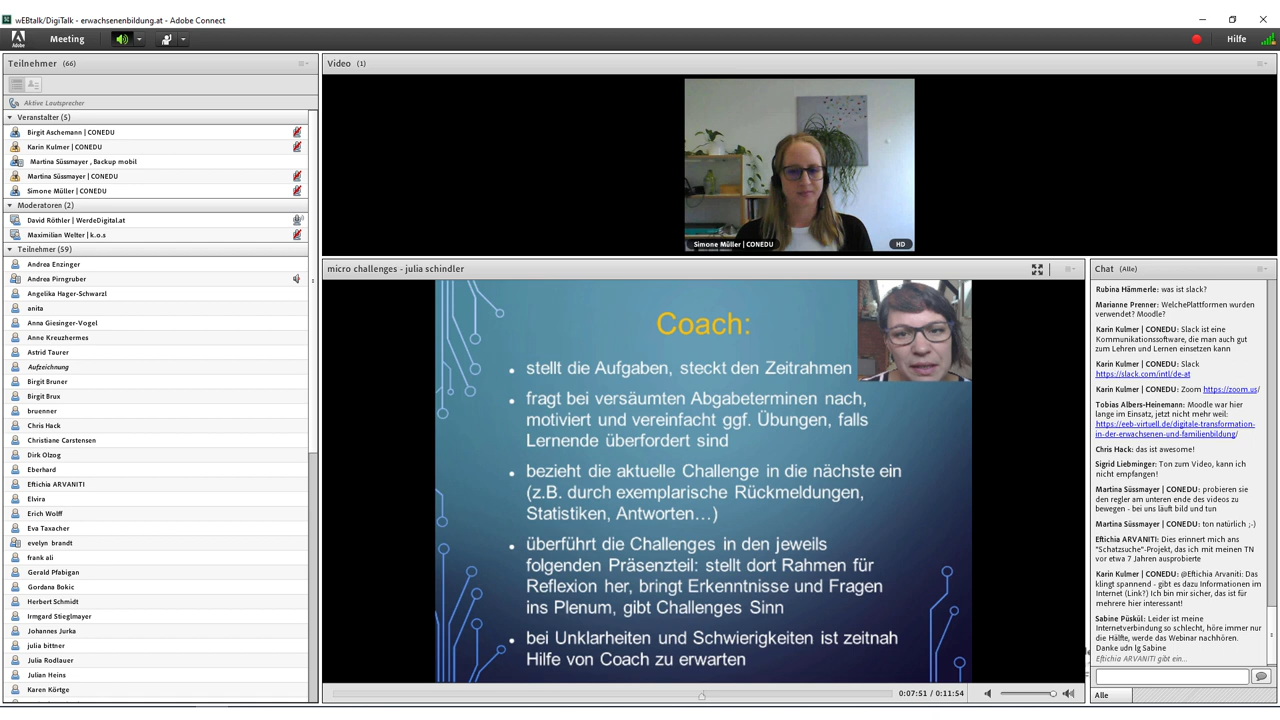 wEBtalk/DigiTalk - erwachsenenbildung.at - Adobe Connect
Adobe
Meeting
Hilfe
Teilnehmer (66)
Aktive Lautsprecher
Veranstalter (5)
Birgit Aschemann | CONEDU
Karin Kulmer | CONEDU
Martina Süssmayer , Backup mobil
Martina Süssmayer | CONEDU
Simone Müller | CONEDU
Moderatoren (2)
David Röthler | WerdeDigital.at
Maximilian Welter | k.o.s
Teilnehmer (59)
Andrea Enzinger
Andrea Pirngruber
Angelika Hager-Schwarzl
anita
Anna Giesinger-Vogel
Anne Kreuzhermes
Astrid Taurer
Aufzeichnung
Birgit Bruner
Birgit Brux
bruenner
Chris Hack
Christiane Carstensen
Dirk Olzog
Eberhard
Eftichia ARVANITI
Elvira
Erich Wolff
Eva Taxacher
evelyn brandt
frank ali
Gerald Pfabigan
Gordana Bokic
Herbert Schmidt
Irmgard Stieglmayer
Johannes Jurka
julia bittner
Julia Rodlauer
Julian Heins
Karen Körtge
Video (1)
Simone Müller | CONEDU
HD
micro challenges - julia schindler
Coach:
• stellt die Aufgaben, steckt den Zeitrahmen
• fragt bei versäumten Abgabeterminen nach,
motiviert und vereinfacht ggf. Übungen, falls
Lernende überfordert sind
• bezieht die aktuelle Challenge in die nächste ein
(z.B. durch exemplarische Rückmeldungen,
Statistiken, Antworten…)
• überführt die Challenges in den jeweils
folgenden Präsenzteil: stellt dort Rahmen für
Reflexion her, bringt Erkenntnisse und Fragen
ins Plenum, gibt Challenges Sinn
• bei Unklarheiten und Schwierigkeiten ist zeitnah
Hilfe von Coach zu erwarten
0:07:51 / 0:11:54
Chat (Alle)
Rubina Hämmerle: was ist slack?
Marianne Prenner: WelchePlattformen wurden
verwendet? Moodle?
Karin Kulmer | CONEDU: Slack ist eine
Kommunikationssoftware, die man auch gut
zum Lehren und Lernen einsetzen kann
Karin Kulmer | CONEDU: Slack
https://slack.com/intl/de-at
Karin Kulmer | CONEDU: Zoom https://zoom.us/
Tobias Albers-Heinemann: Moodle war hier
lange im Einsatz, jetzt nicht mehr weil:
https://eeb-virtuell.de/digitale-transformation-
in-der-erwachsenen-und-familienbildung/
Chris Hack: das ist awesome!
Sigrid Liebminger: Ton zum Video, kann ich
nicht empfangen!
Martina Süssmayer | CONEDU: probieren sie
den regler am unteren ende des videos zu
bewegen - bei uns läuft bild und tun
Martina Süssmayer | CONEDU: ton natürlich ;-)
Eftichia ARVANITI: Dies erinnert mich ans
"Schatzsuche"-Projekt, das ich mit meinen TN
vor etwa 7 Jahren ausprobierte
Karin Kulmer | CONEDU: @Eftichia Arvaniti: Das
klingt spannend - gibt es dazu Informationen im
Internet (Link?) Ich bin mir sicher, das ist für
mehrere hier interessant!
Sabine Püskül: Leider ist meine
Internetverbindung so schlecht, höre immer nur
die Hälfte, werde das Webinar nachhören.
Danke udn lg Sabine
Eftichia ARVANITI gibt ein...
Alle